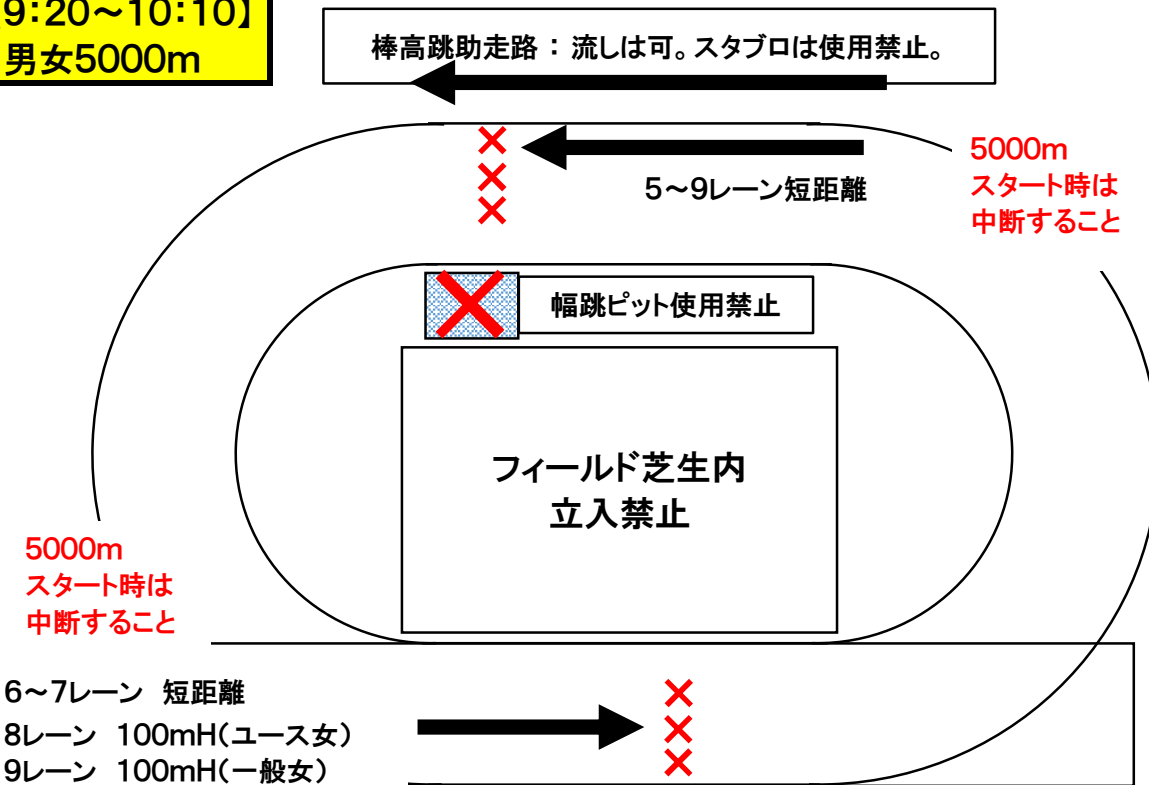 9:20～10:10】
男女5000m
棒高跳助走路：流しは可。スタブロは使用禁止。
5000m
スタート時は
中断すること
5～9レーン短距離
幅跳ピット使用禁止
フィールド芝生内
立入禁止
5000m
スタート時は
中断すること
6～7レーン 短距離
8レーン 100mH(ユース女)
9レーン 100mH(一般女)